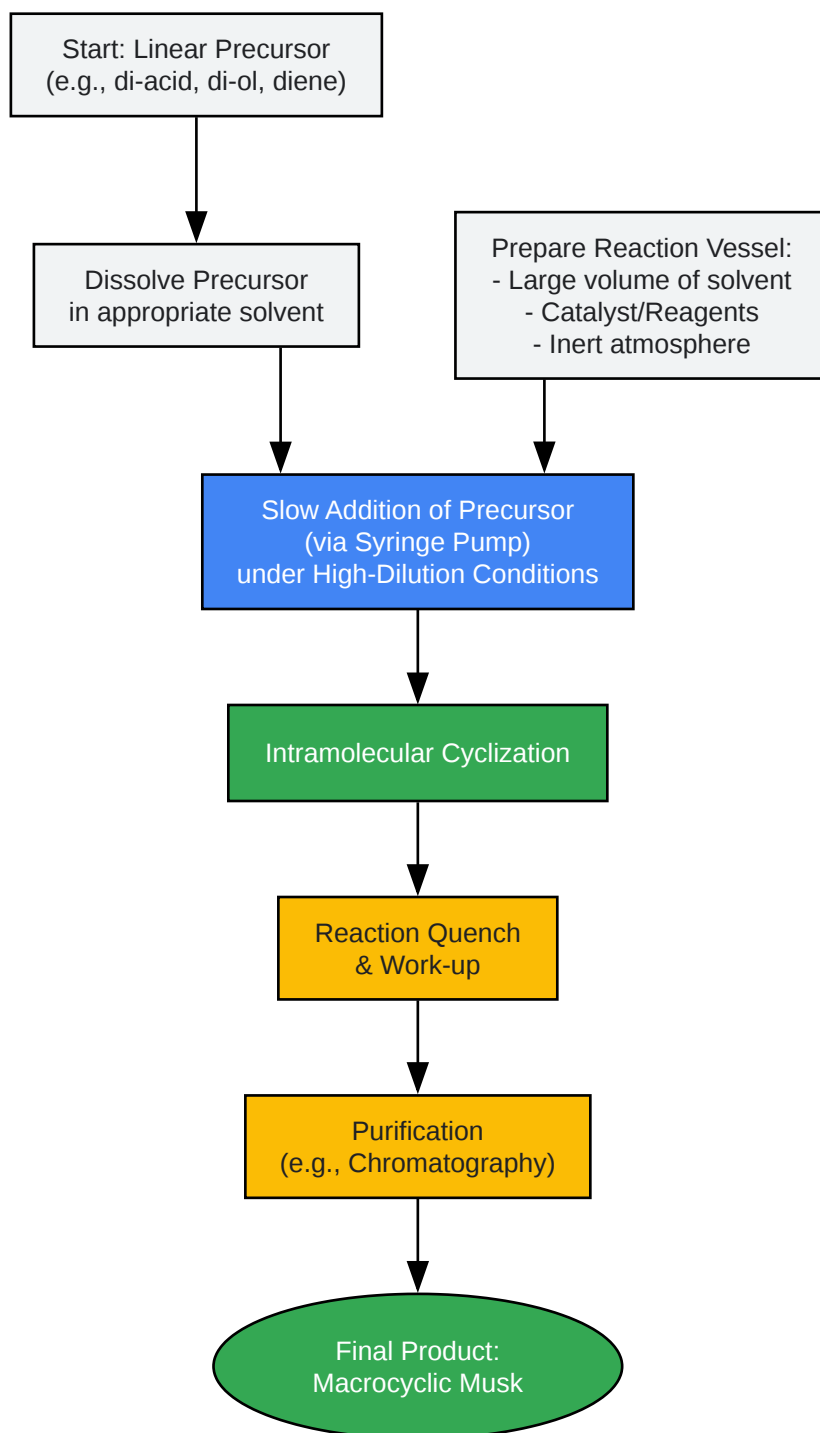 Start: Linear Precursor
(e.g., di-acid, di-ol, diene)
Dissolve Precursor
in appropriate solvent
Prepare Reaction Vessel:
- Large volume of solvent
- Catalyst/Reagents
- Inert atmosphere
Slow Addition of Precursor
(via Syringe Pump)
under High-Dilution Conditions
Intramolecular Cyclization
Reaction Quench
& Work-up
Purification
(e.g., Chromatography)
Final Product:
Macrocyclic Musk